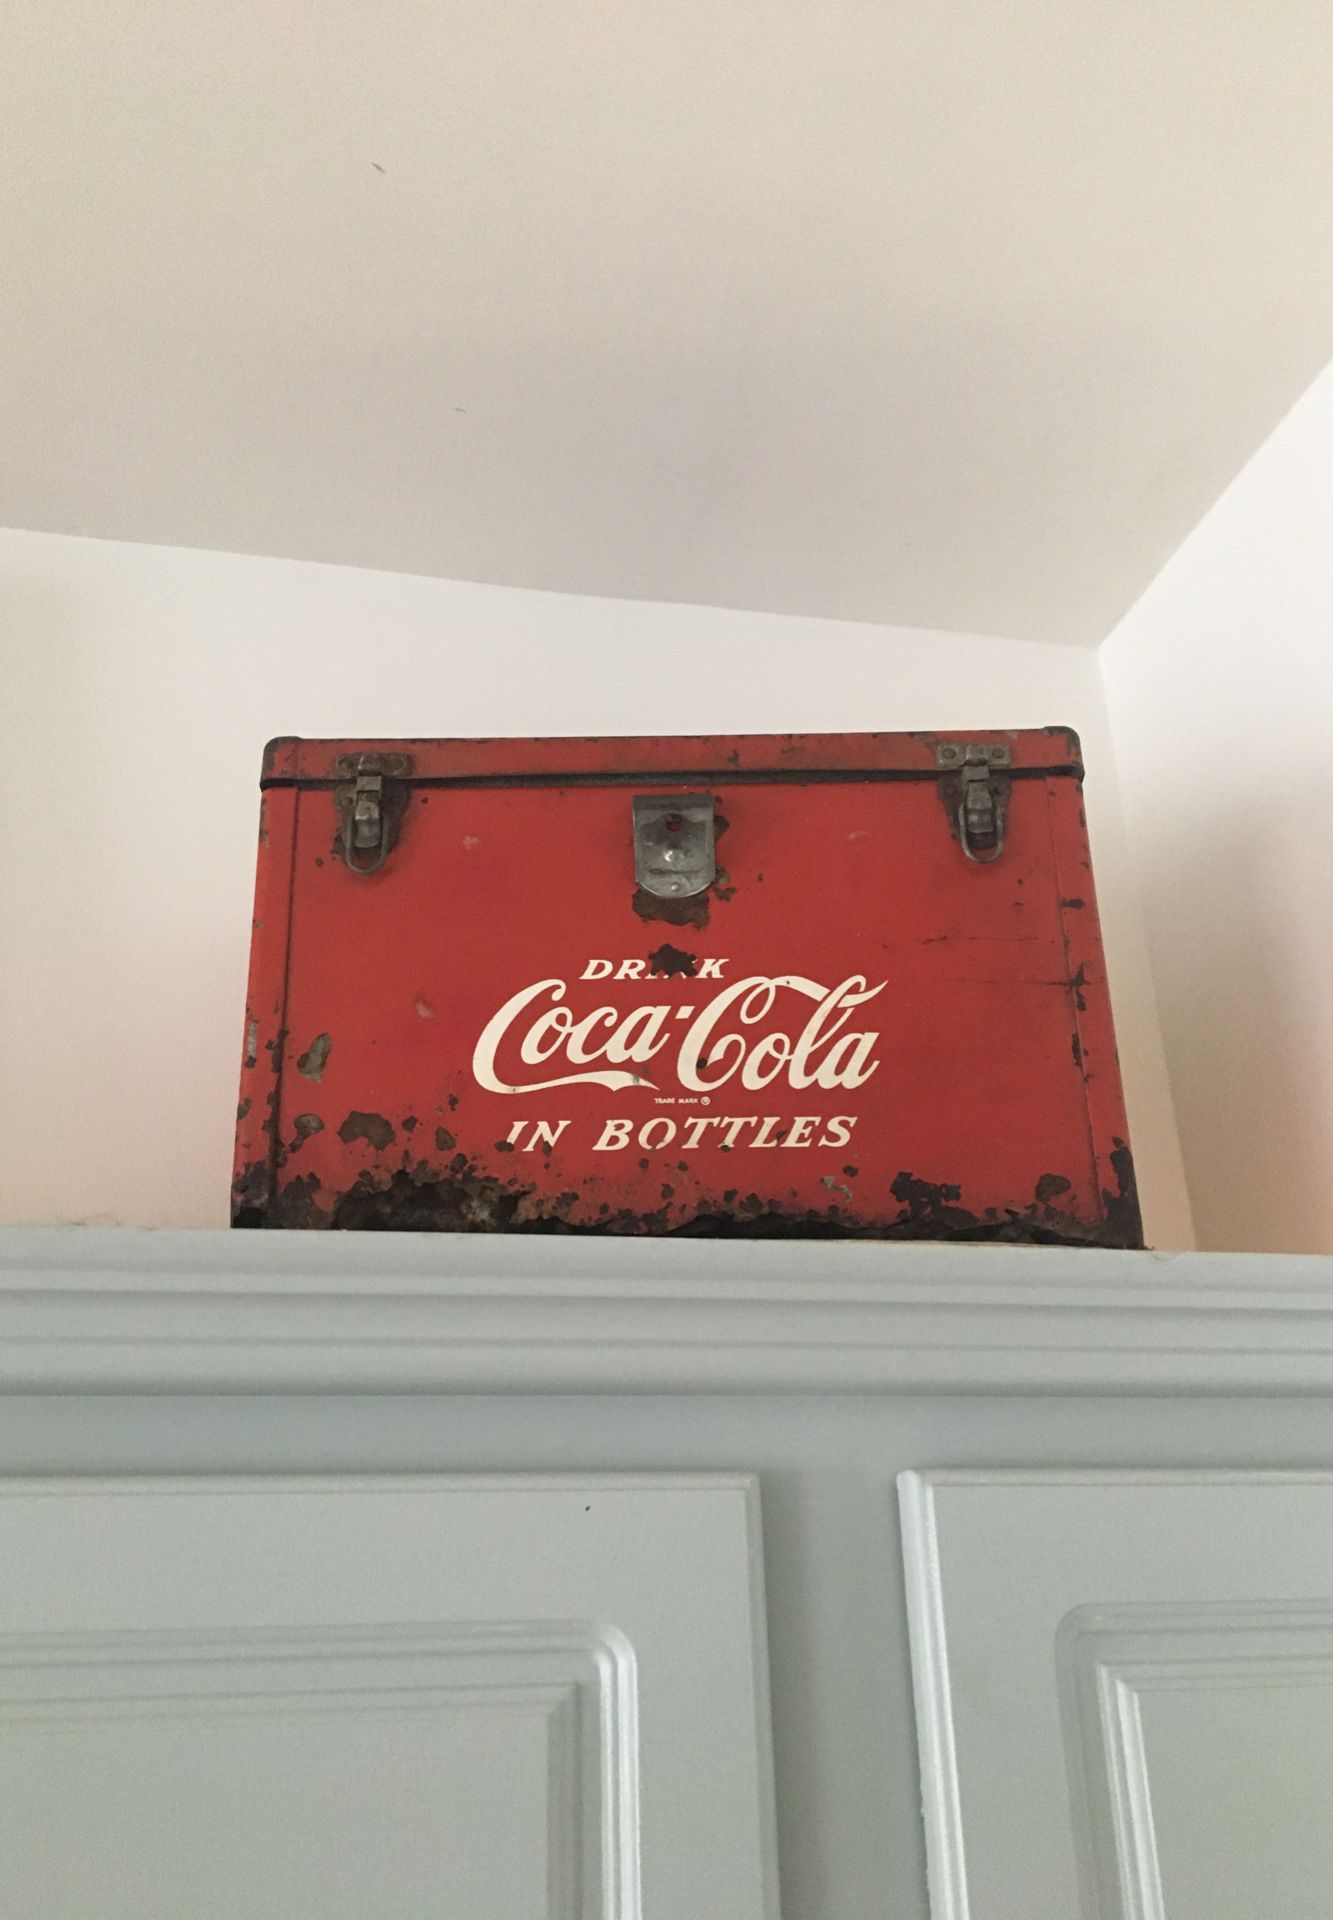 DRINK
Coca-Cola
TRADE MARK ®
IN BOTTLES